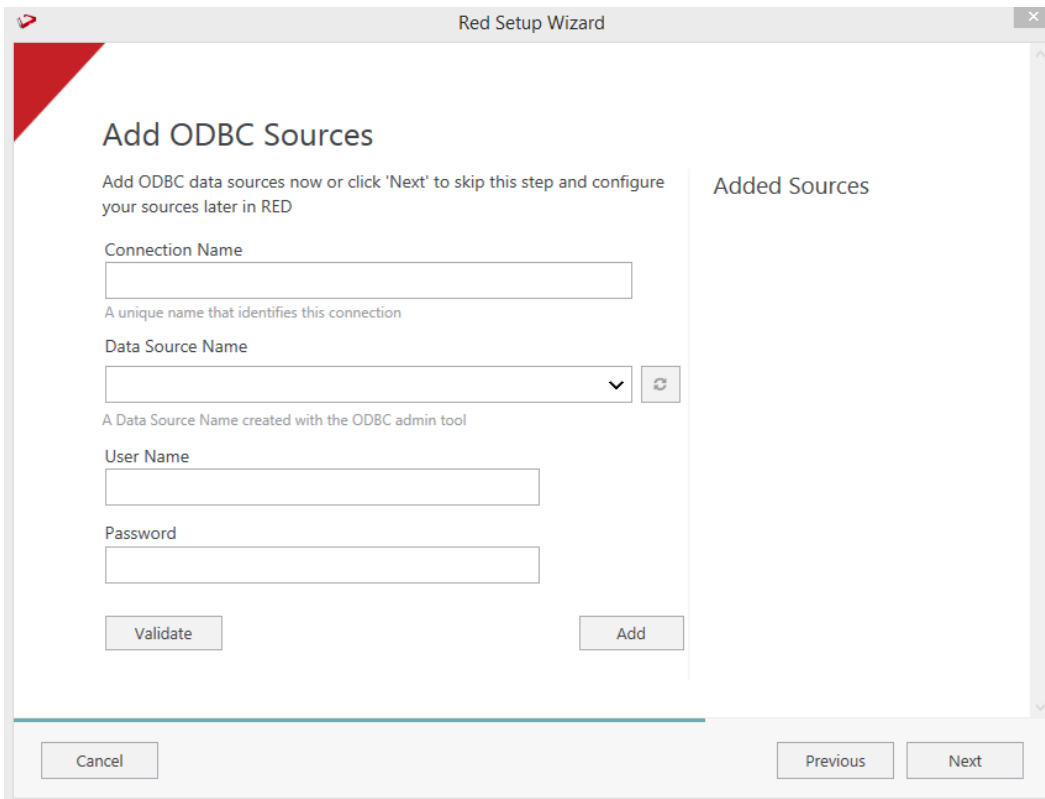 Red Setup Wizard
Add ODBC Sources
Add ODBC data sources now or click 'Next' to skip this step and configure
your sources later in RED
Added Sources
Connection Name
A unique name that identifies this connection
Data Source Name
A Data Source Name created with the ODBC admin tool
User Name
Password
Validate
Add
Cancel
Previous
Next